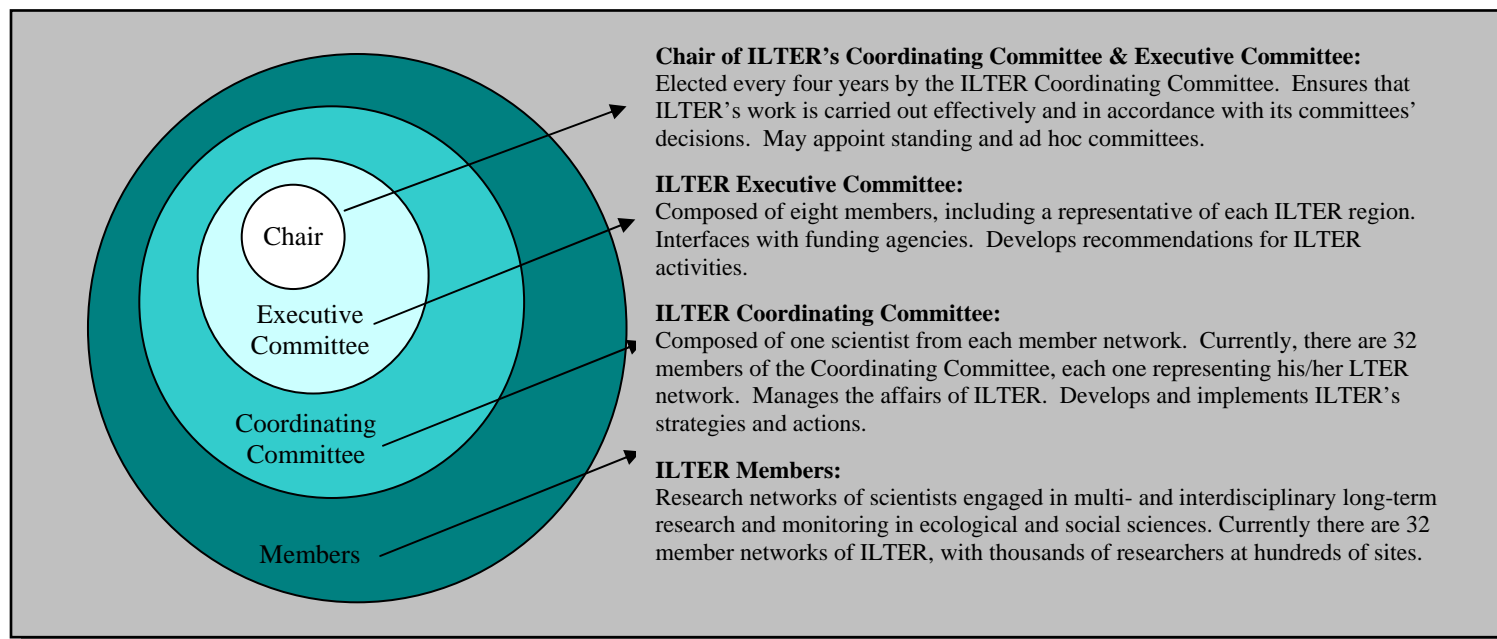 Chair
Executive
Committee
Coordinating
Committee
Members
Chair of ILTER's Coordinating Committee & Executive Committee:
Elected every four years by the ILTER Coordinating Committee. Ensures that
ILTER's work is carried out effectively and in accordance with its committees'
decisions. May appoint standing and ad hoc committees.
ILTER Executive Committee:
Composed of eight members, including a representative of each ILTER region.
Interfaces with funding agencies. Develops recommendations for ILTER
activities.
ILTER Coordinating Committee:
Composed of one scientist from each member network. Currently, there are 32
members of the Coordinating Committee, each one representing his/her LTER
network. Manages the affairs of ILTER. Develops and implements ILTER's
strategies and actions.
ILTER Members:
Research networks of scientists engaged in multi- and interdisciplinary long-term
research and monitoring in ecological and social sciences. Currently there are 32
member networks of ILTER, with thousands of researchers at hundreds of sites.